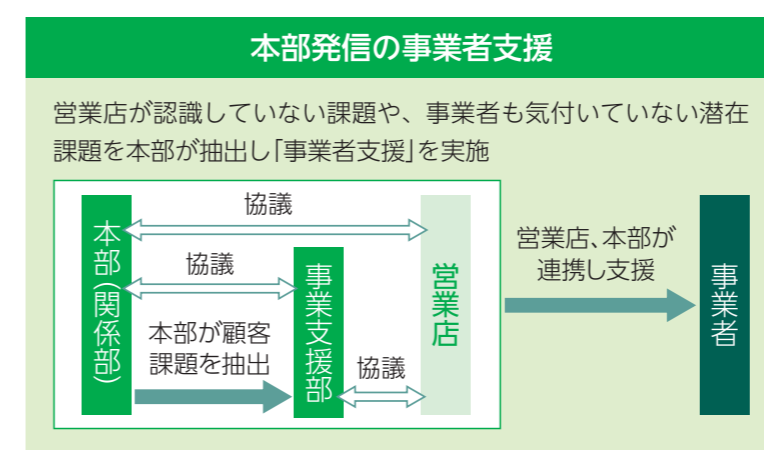 本部発信の事業者支援
営業店が認識していない課題や、事業者も気付いていない潜在
課題を本部が抽出し「事業者支援」を実施
協議
本部(関係部)
協議
事業支援部
営業店
営業店、本部が
連携し支援
事業者
本部が顧客
課題を抽出
協議